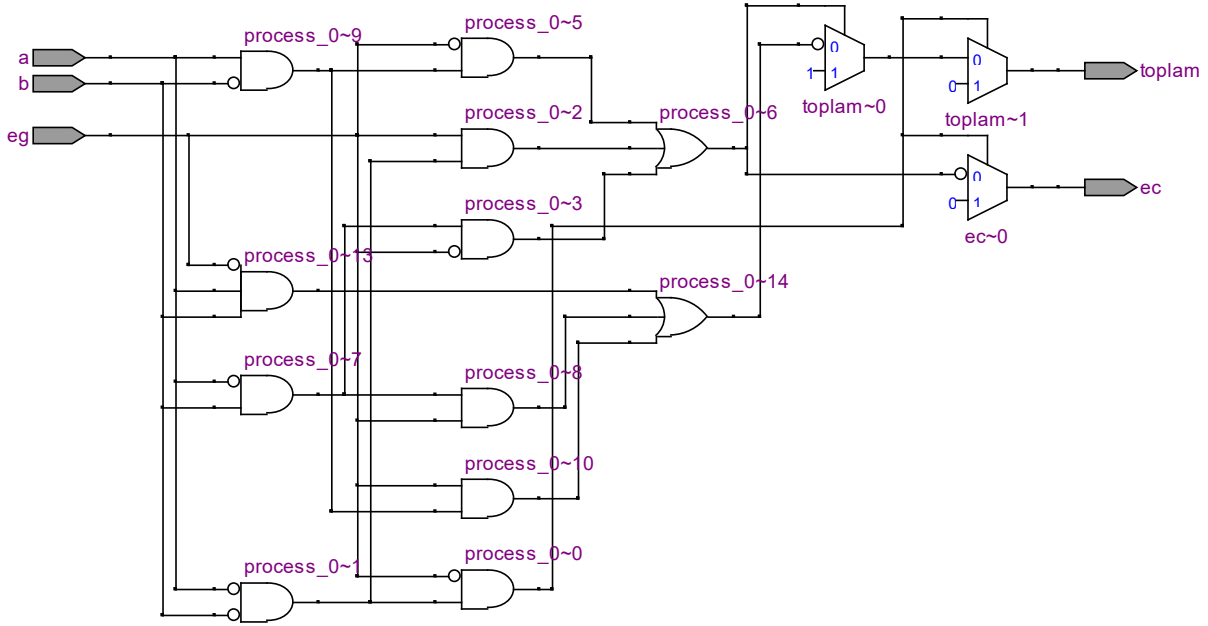 process_0~5
a
process_0~9
0
b
1
1
0
toplam
0
1
toplam~0
process_0~2
process_0~6
toplam~1
eg
0
ec
0
1
process_0~3
ec~0
process_0~13
process_0~14
process_0~7
process_0~8
process_0~10
process_0~1
process_0~0